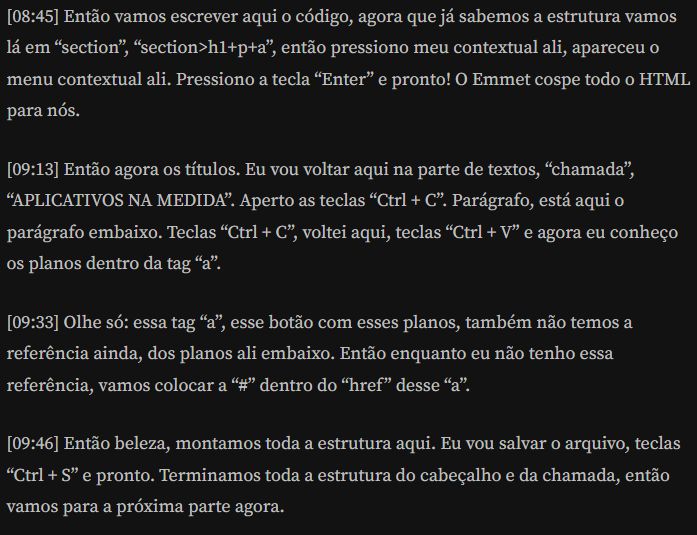 [08:45] Então vamos escrever aqui o código, agora que já sabemos a estrutura vamos
lá em “section”, “section>h1+p+a”, então pressiono meu contextual ali, apareceu o
menu contextual ali. Pressiono a tecla “Enter” e pronto! O Emmet cospe todo o HTML
para nós.
[09:13] Então agora os títulos. Eu vou voltar aqui na parte de textos, “chamada”,
“APLICATIVOS NA MEDIDA”. Aperto as teclas “Ctrl + C”. Parágrafo, está aqui o
parágrafo embaixo. Teclas “Ctrl + C”, voltei aqui, teclas “Ctrl + V” e agora eu conheço
os planos dentro da tag “a”.
[09:33] Olhe só: essa tag “a”, esse botão com esses planos, também não temos a
referência ainda, dos planos ali embaixo. Então enquanto eu não tenho essa
referência, vamos colocar a “#” dentro do “href” desse “a”.
[09:46] Então beleza, montamos toda a estrutura aqui. Eu vou salvar o arquivo, teclas
“Ctrl + S” e pronto. Terminamos toda a estrutura do cabeçalho e da chamada, então
vamos para a próxima parte agora.